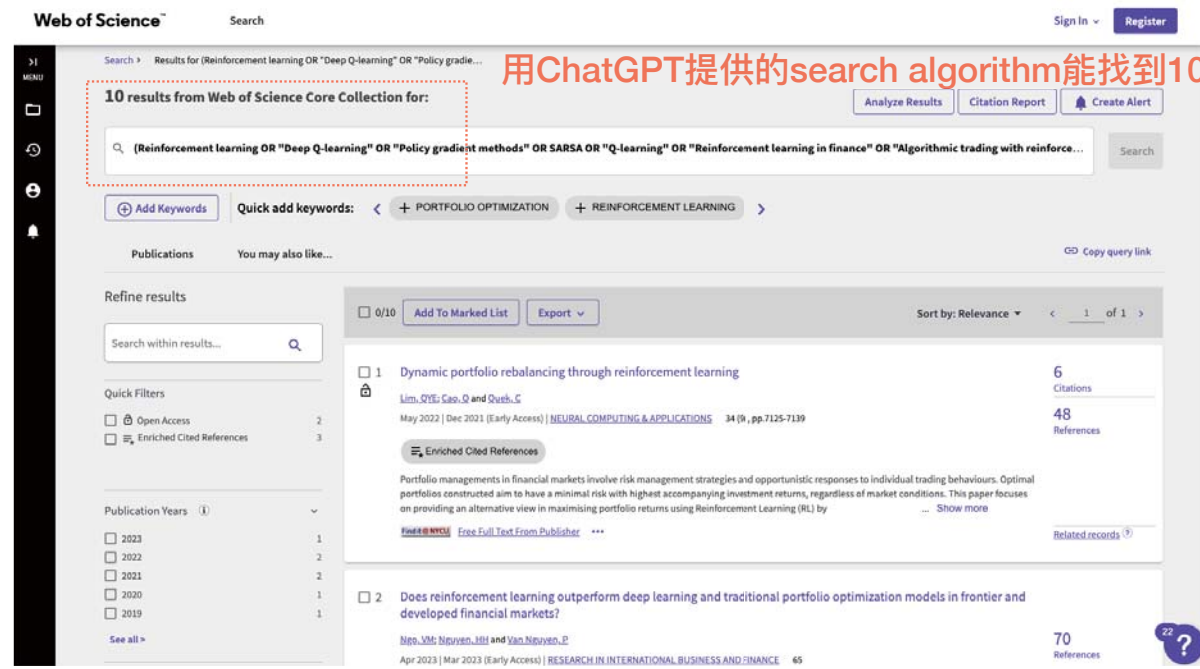 Web of Science™
Search
Sign In
Register
MENU
Search > Results for (Reinforcement learning OR "Deep Q-learning" OR "Policy gradie...
用ChatGPT提供的search algorithm能找到10
10 results from Web of Science Core Collection for:
Analyze Results
Citation Report
Create Alert
(Reinforcement learning OR "Deep Q-learning" OR "Policy gradient methods" OR SARSA OR "Q-learning" OR "Reinforcement learning in finance" OR "Algorithmic trading with reinforce...
Search
Add Keywords
Quick add keywords:
+ PORTFOLIO OPTIMIZATION
+ REINFORCEMENT LEARNING
Publications
You may also like...
Copy query link
Refine results
0/10
Add To Marked List
Export
Sort by: Relevance
< 1 of 1 >
Search within results...
Quick Filters
Open Access 2
Enriched Cited References 3
Publication Years
2023 1
2022 2
2021 2
2020 1
2019 1
See all >
1
Dynamic portfolio rebalancing through reinforcement learning
Lim, QYE; Cao, Q and Quek, C
May 2022 | Dec 2021 (Early Access) | NEURAL COMPUTING & APPLICATIONS 34 (9) , pp.7125-7139
Enriched Cited References
Portfolio managements in financial markets involve risk management strategies and opportunistic responses to individual trading behaviours. Optimal
portfolios constructed aim to have a minimal risk with highest accompanying investment returns, regardless of market conditions. This paper focuses
on providing an alternative view in maximising portfolio returns using Reinforcement Learning (RL) by ... Show more
Find it @ NYCU
Free Full Text From Publisher
6
Citations
48
References
Related records ?
2
Does reinforcement learning outperform deep learning and traditional portfolio optimization models in frontier and
developed financial markets?
Ngo, VM; Nguyen, HH and Van Nguyen, P
Apr 2023 | Mar 2023 (Early Access) | RESEARCH IN INTERNATIONAL BUSINESS AND FINANCE 65
70
References
22
?